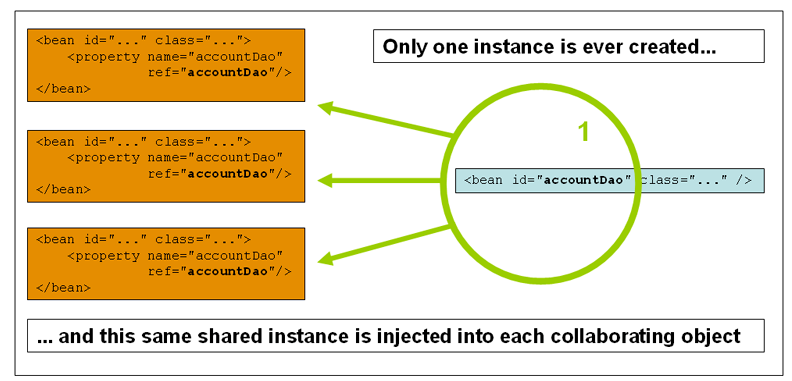 <bean id="..." class="...">
<property name="accountDao"
ref="accountDao"/>
</bean>
Only one instance is ever created...
1
<bean id="..." class="...">
<property name="accountDao"
ref="accountDao"/>
</bean>
<bean id="accountDao" class="..." />
<bean id="..." class="...">
<property name="accountDao"
ref="accountDao"/>
</bean>
... and this same shared instance is injected into each collaborating object